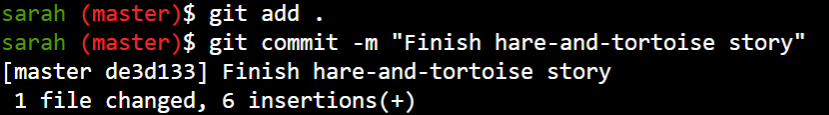 sarah (master)$ git add .
sarah (master)$ git commit -m "Finish hare-and-tortoise story"
[master de3d133] Finish hare-and-tortoise story
 1 file changed, 6 insertions(+)